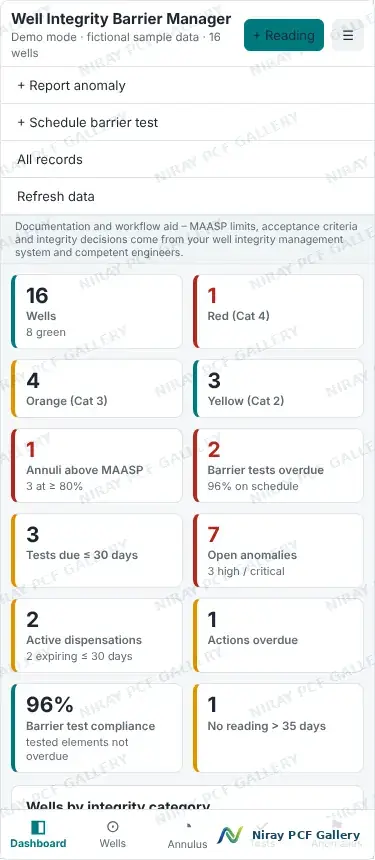 Well Integrity Barrier Manager
Demo mode · fictional sample data · 16
wells
+ Reading
☰
+ Report anomaly
+ Schedule barrier test
All records
Refresh data
Documentation and workflow aid – MAASP limits, acceptance criteria
and integrity decisions come from your well integrity management
system and competent engineers.
16
Wells
8 green
1
Red (Cat 4)
4
Orange (Cat 3)
3
Yellow (Cat 2)
1
Annuli above MAASP
3 at ≥ 80%
2
Barrier tests overdue
96% on schedule
3
Tests due ≤ 30 days
7
Open anomalies
3 high / critical
2
Active dispensations
2 expiring ≤ 30 days
1
Actions overdue
96%
Barrier test compliance
tested elements not
overdue
1
No reading > 35 days
Wells by integrity category
Dashboard
Wells
Annulus
Tests
Anomalies
Niray PCF Gallery
NIRAY PCF GALLERY